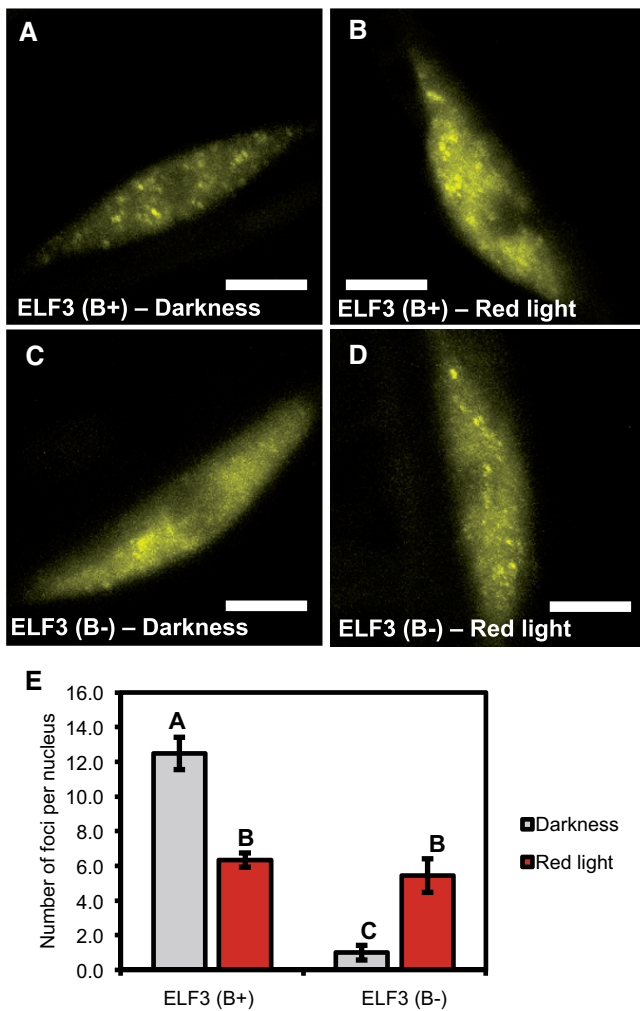 A
ELF3 (B+) – Darkness
B
ELF3 (B+) – Red light
C
ELF3 (B-) – Darkness
D
ELF3 (B-) – Red light
E
Number of foci per nucleus
16.0
14.0
12.0
10.0
8.0
6.0
4.0
2.0
0.0
A
B
C
B
ELF3 (B+)
ELF3 (B-)
Darkness
Red light